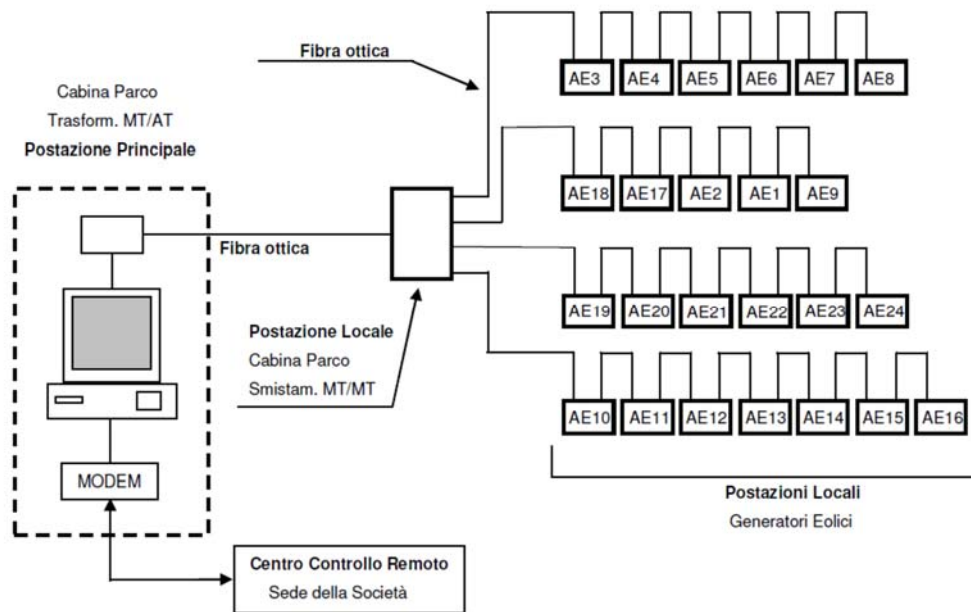 Fibra ottica
AE3 AE4 AE5 AE6 AE7 AE8
Cabina Parco
Trasform. MT/AT
Postazione Principale
AE18 AE17 AE2 AE1 AE9
Fibra ottica
AE19 AE20 AE21 AE22 AE23 AE24
Postazione Locale
Cabina Parco
Smistam. MT/MT
AE10 AE11 AE12 AE13 AE14 AE15 AE16
MODEM
Postazioni Locali
Generatori Eolici
Centro Controllo Remoto
Sede della Società